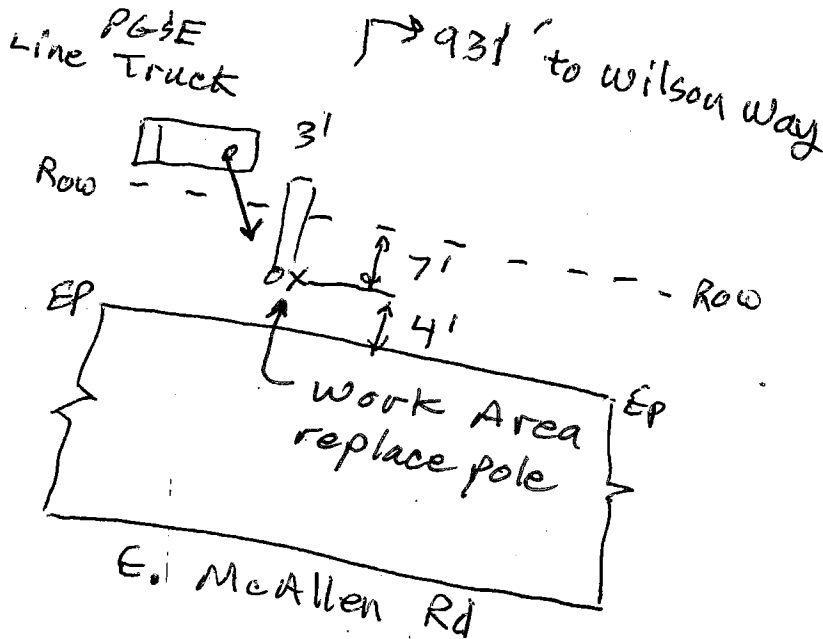 PG&E
Line Truck
931' to Wilson Way
3'
Row
7'
Row
EP
4'
EP
Work Area
replace pole
E. McAllen Rd